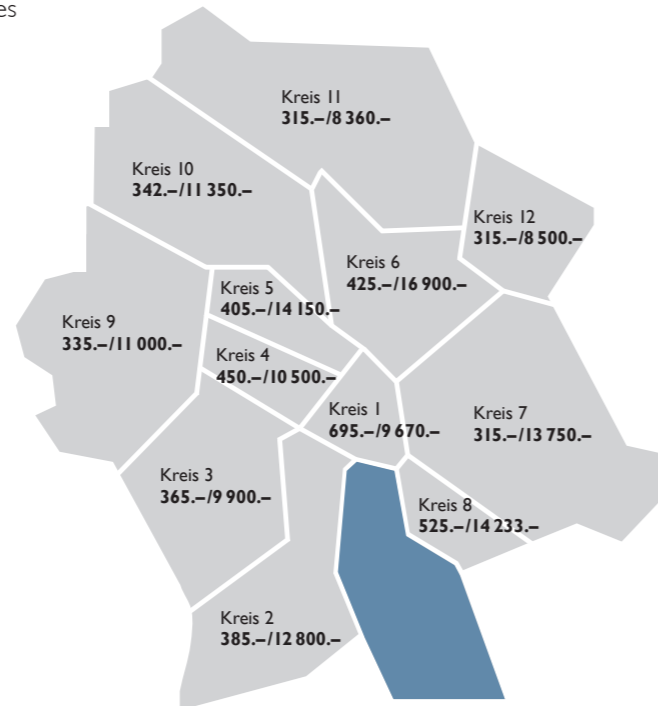 es
Kreis 11
315.–/8 360.–
Kreis 10
342.–/11 350.–
Kreis 12
315.–/8 500.–
Kreis 6
425.–/16 900.–
Kreis 5
405.–/14 150.–
Kreis 9
335.–/11 000.–
Kreis 4
450.–/10 500.–
Kreis 1
695.–/9 670.–
Kreis 7
315.–/13 750.–
Kreis 3
365.–/9 900.–
Kreis 8
525.–/14 233.–
Kreis 2
385.–/12 800.–